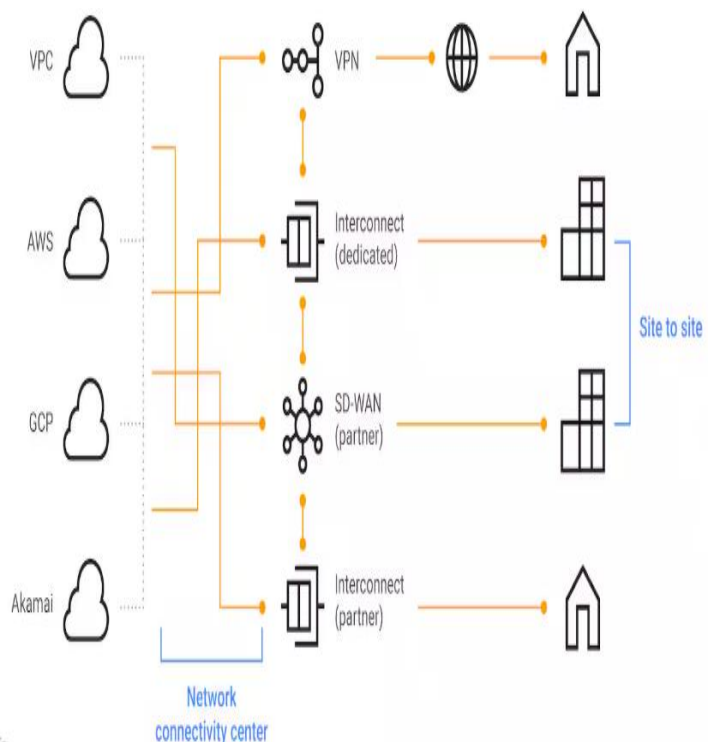 VPC
VPN
AWS
Interconnect
(dedicated)
Site to site
GCP
SD-WAN
(partner)
Akamai
Interconnect
(partner)
Network
connectivity center